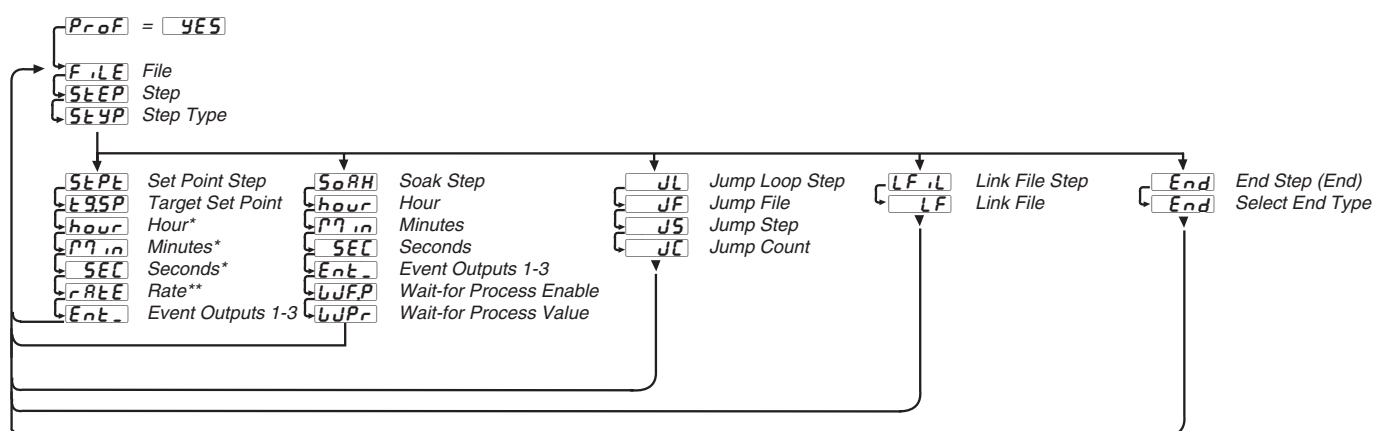 ProF = YES
FiLE File
StEP Step
StYP Step Type
StPt Set Point Step
tg.SP Target Set Point
hour Hour*
Min Minutes*
SEC Seconds*
rAtE Rate**
Ent_ Event Outputs 1-3
SoAH Soak Step
hour Hour
Min Minutes
SEC Seconds
Ent_ Event Outputs 1-3
WF.P Wait-for Process Enable
WPr Wait-for Process Value
JL Jump Loop Step
JF Jump File
JS Jump Step
JC Jump Count
LFiL Link File Step
LF Link File
End End Step (End)
End Select End Type